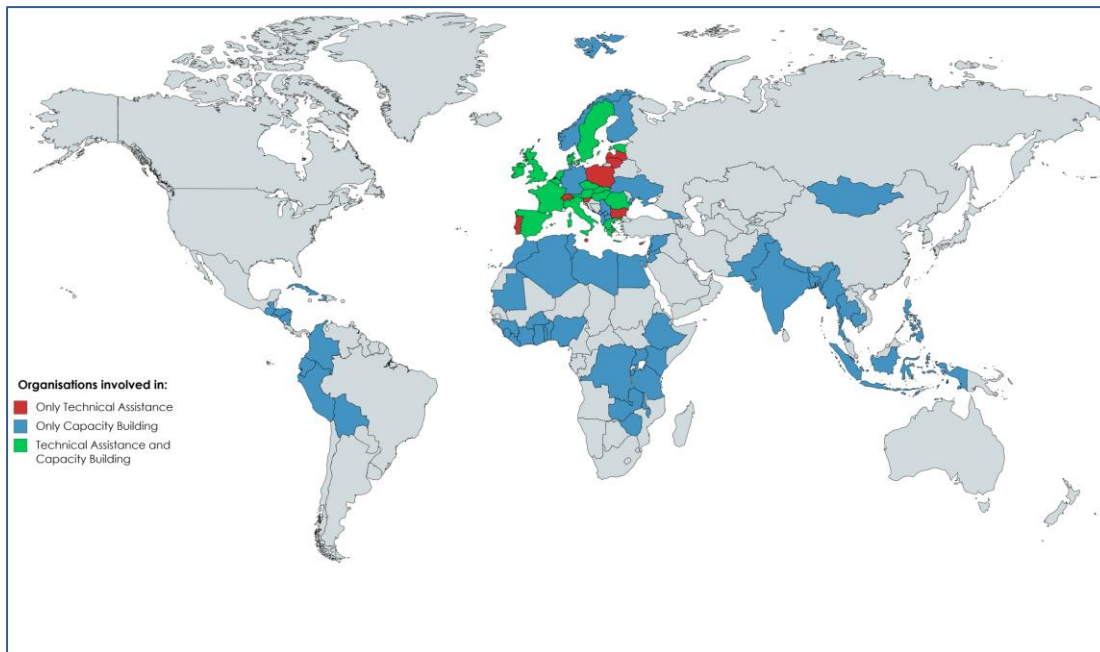 Organisations involved in:
Only Technical Assistance
Only Capacity Building
Technical Assistance and
Capacity Building